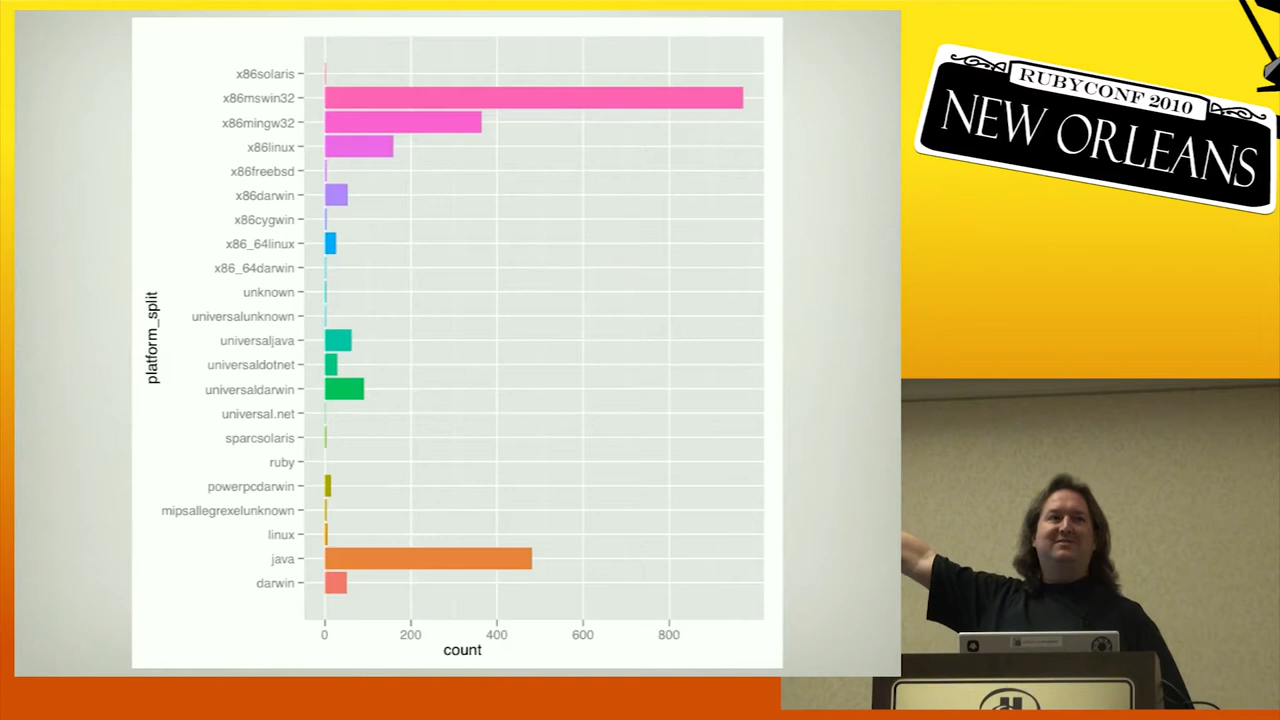 RUBYCONF 2010
NEW ORLEANS
platform_split
x86solaris
x86mswin32
x86mingw32
x86linux
x86freebsd
x86darwin
x86cygwin
x86_64linux
x86_64darwin
unknown
universalunknown
universaljava
universaldotnet
universaldarwin
universal.net
sparcsolaris
ruby
powerpcdarwin
mipsallegrexelunknown
linux
java
darwin
0 200 400 600 800
count